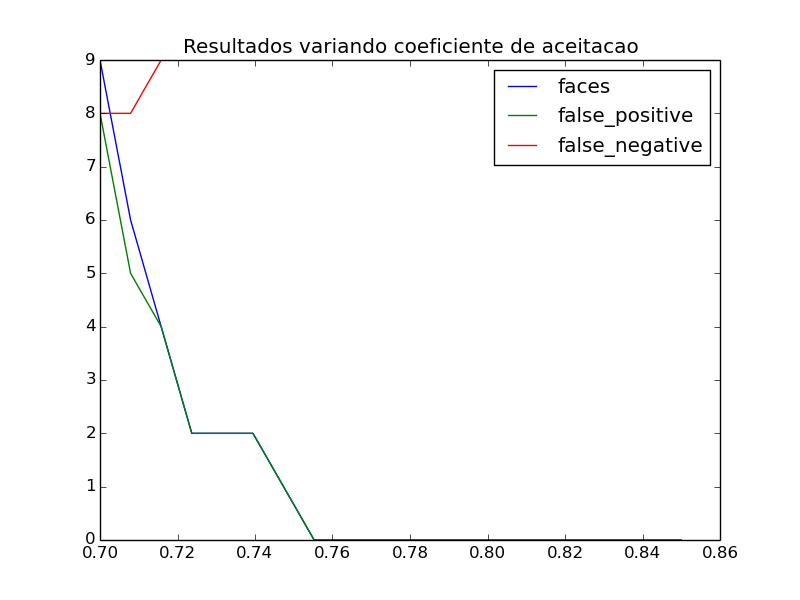 Resultados variando coeficiente de aceitacao
faces
false_positive
false_negative
9
8
7
6
5
4
3
2
1
0
0.70 0.72 0.74 0.76 0.78 0.80 0.82 0.84 0.86